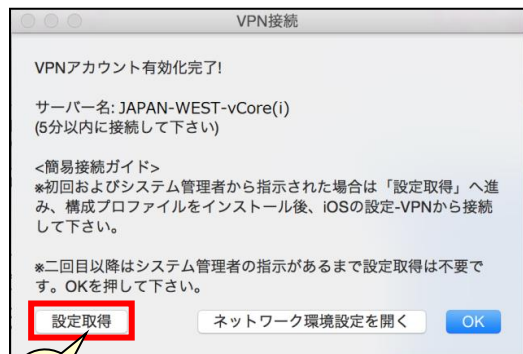 VPN接続
VPNアカウント有効化完了!
サーバー名: JAPAN-WEST-vCore(i)
(5分以内に接続して下さい)
<簡易接続ガイド>
※初回およびシステム管理者から指示された場合は「設定取得」へ進
み、構成プロファイルをインストール後、iOSの設定-VPNから接続
して下さい。
※二回目以降はシステム管理者の指示があるまで設定取得は不要で
す。OKを押して下さい。
設定取得
ネットワーク環境設定を開く
OK